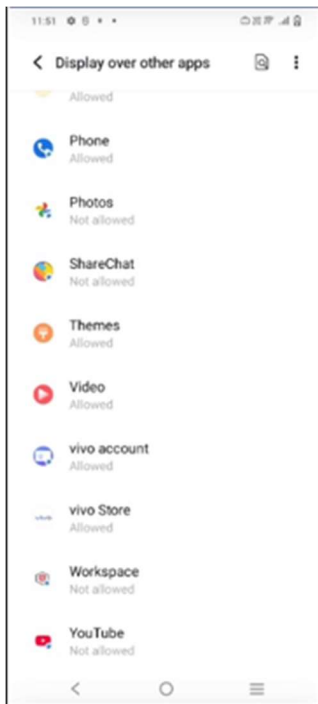 11:51
Display over other apps
Allowed
Phone
Allowed
Photos
Not allowed
ShareChat
Not allowed
Themes
Allowed
Video
Allowed
vivo account
Allowed
vivo Store
Allowed
Workspace
Not allowed
YouTube
Not allowed